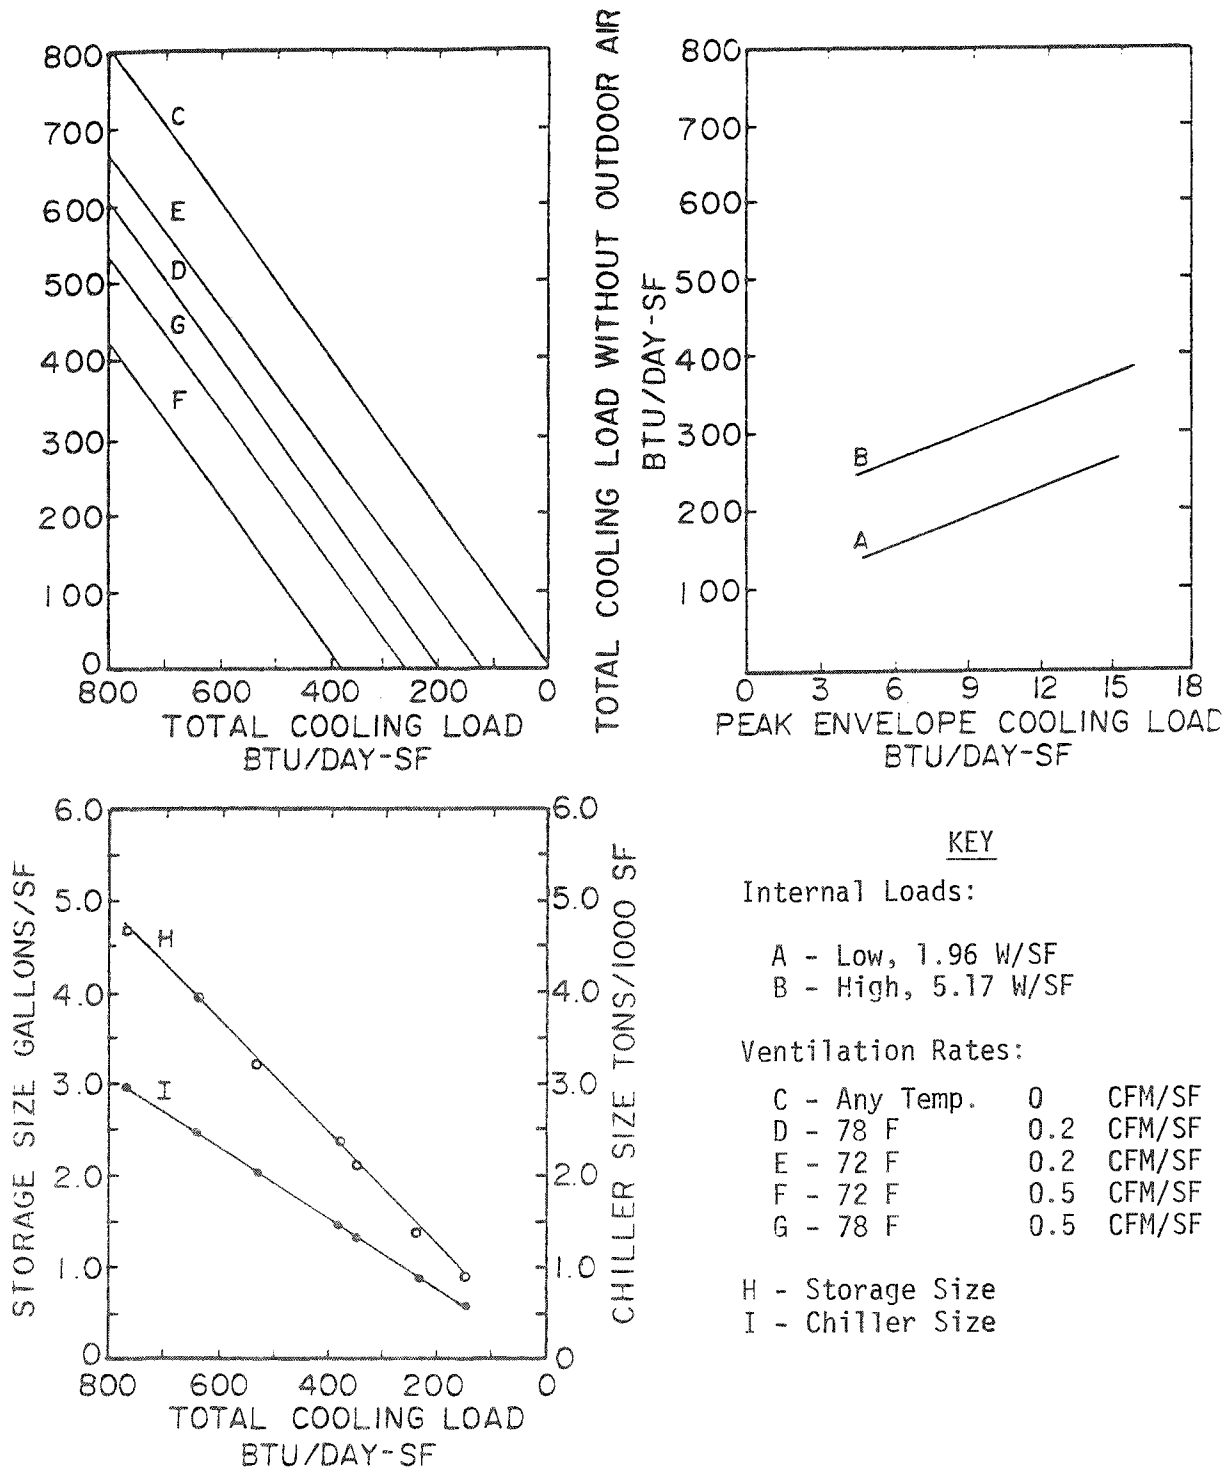 800
700
600
500
400
300
200
100
0
C
E
D
G
F
800 600 400 200 0
TOTAL COOLING LOAD
BTU/DAY-SF
TOTAL COOLING LOAD WITHOUT OUTDOOR AIR
BTU/DAY-SF
800
700
600
500
400
300
200
100
B
A
0 3 6 9 12 15 18
PEAK ENVELOPE COOLING LOAD
BTU/DAY-SF
STORAGE SIZE GALLONS/SF
6.0
5.0
4.0
3.0
2.0
1.0
0
H
I
6.0
5.0
4.0
3.0
2.0
1.0
0
CHILLER SIZE TONS/1000 SF
800 600 400 200 0
TOTAL COOLING LOAD
BTU/DAY-SF
KEY
Internal Loads:
A - Low, 1.96 W/SF
B - High, 5.17 W/SF
Ventilation Rates:
C - Any Temp. 0 CFM/SF
D - 78 F 0.2 CFM/SF
E - 72 F 0.2 CFM/SF
F - 72 F 0.5 CFM/SF
G - 78 F 0.5 CFM/SF
H - Storage Size
I - Chiller Size